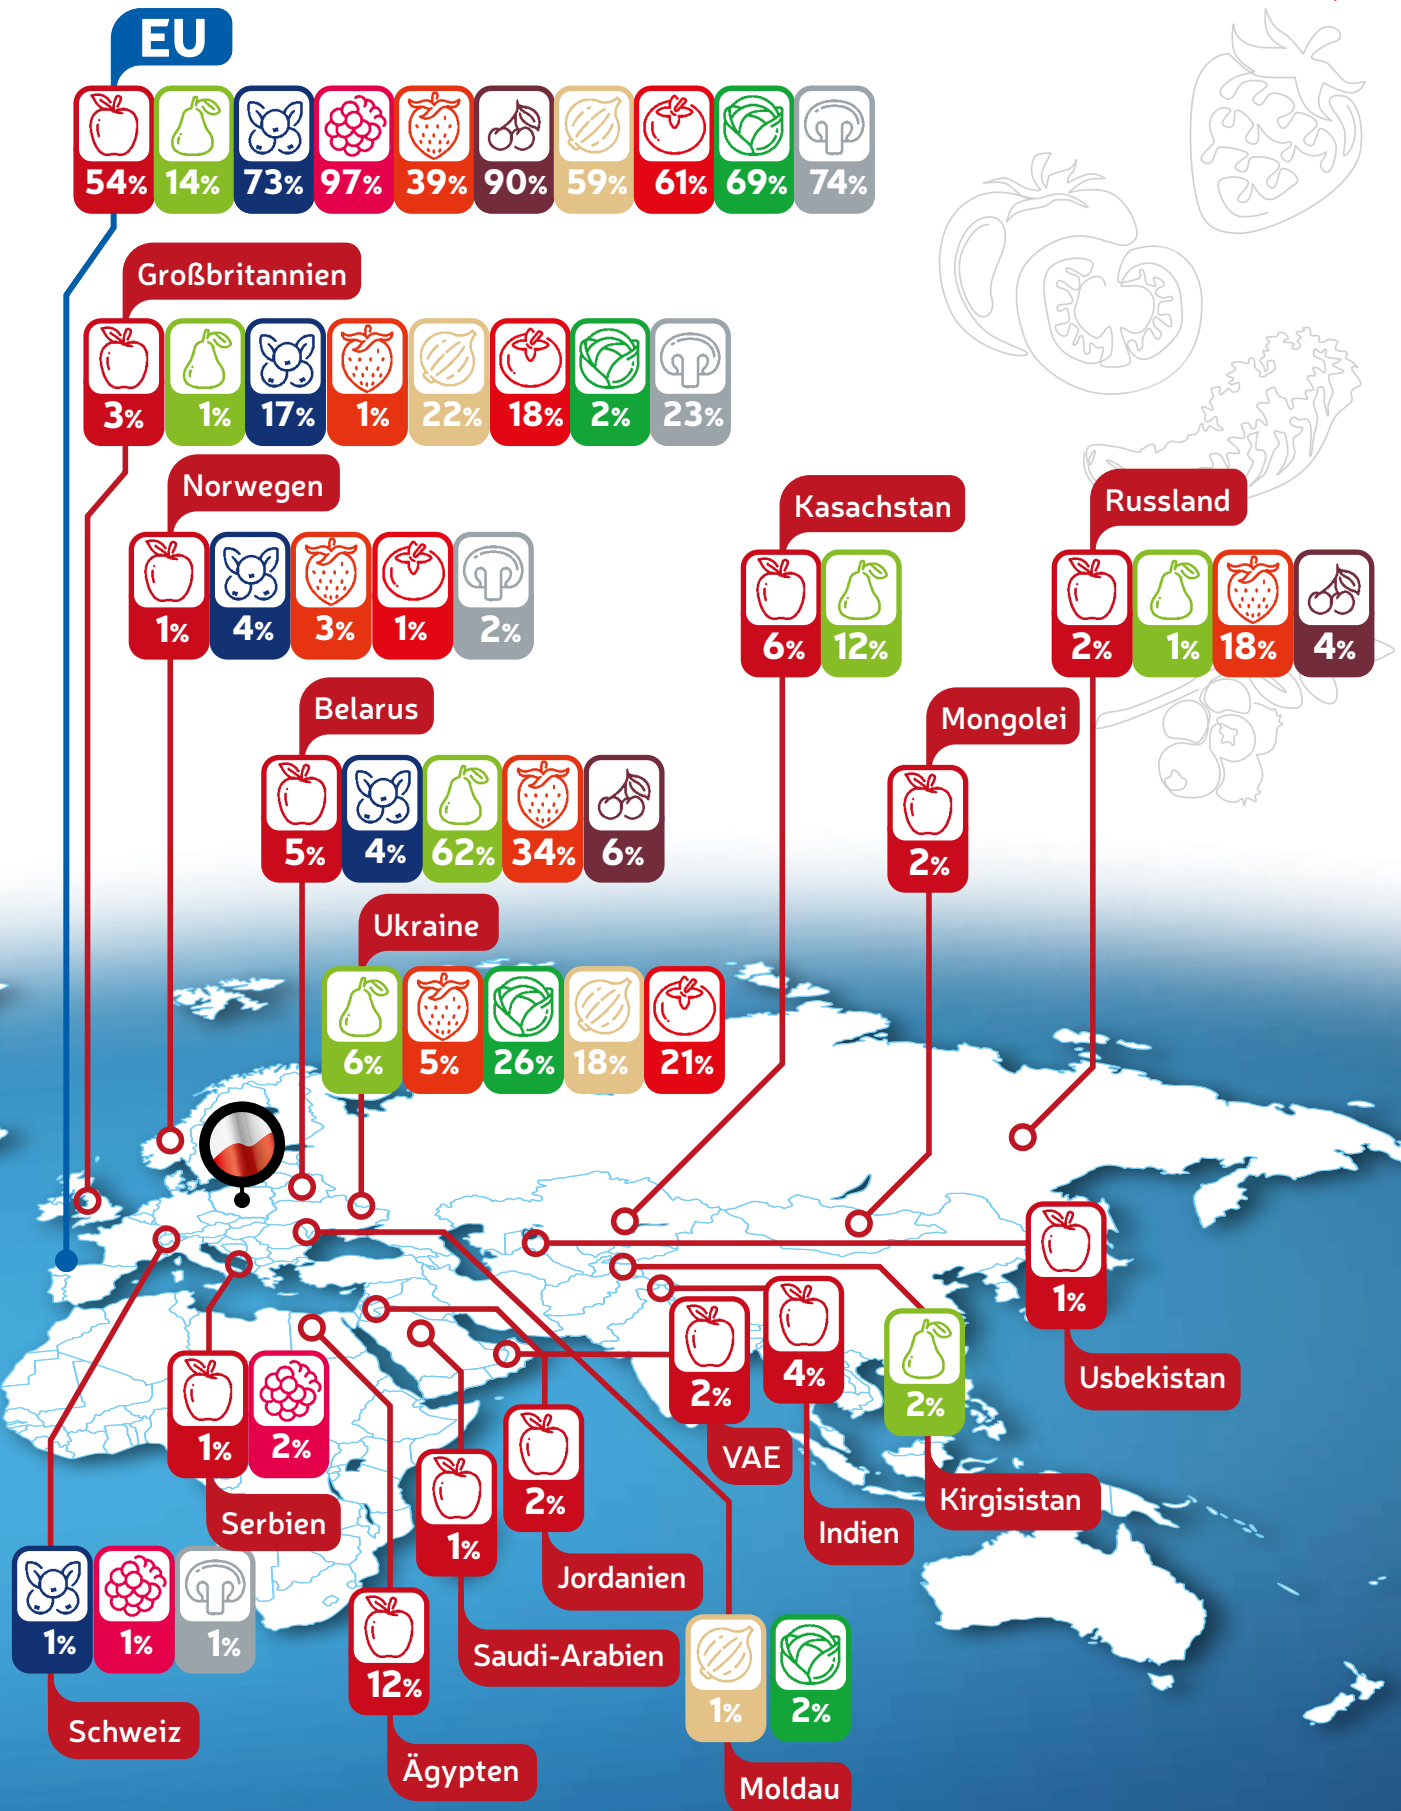 EU
54% 14% 73% 97% 39% 90% 59% 61% 69% 74%
Großbritannien
3% 1% 17% 1% 22% 18% 2% 23%
Norwegen
1% 4% 3% 1% 2%
Kasachstan
6% 12%
Russland
2% 1% 18% 4%
Belarus
5% 4% 62% 34% 6%
Mongolei
2%
Ukraine
6% 5% 26% 18% 21%
1%
Usbekistan
2%
VAE
4%
Indien
2%
Kirgisistan
1% 2%
Serbien
2%
Jordanien
1%
Saudi-Arabien
1% 1% 1%
Schweiz
12%
Ägypten
1% 2%
Moldau